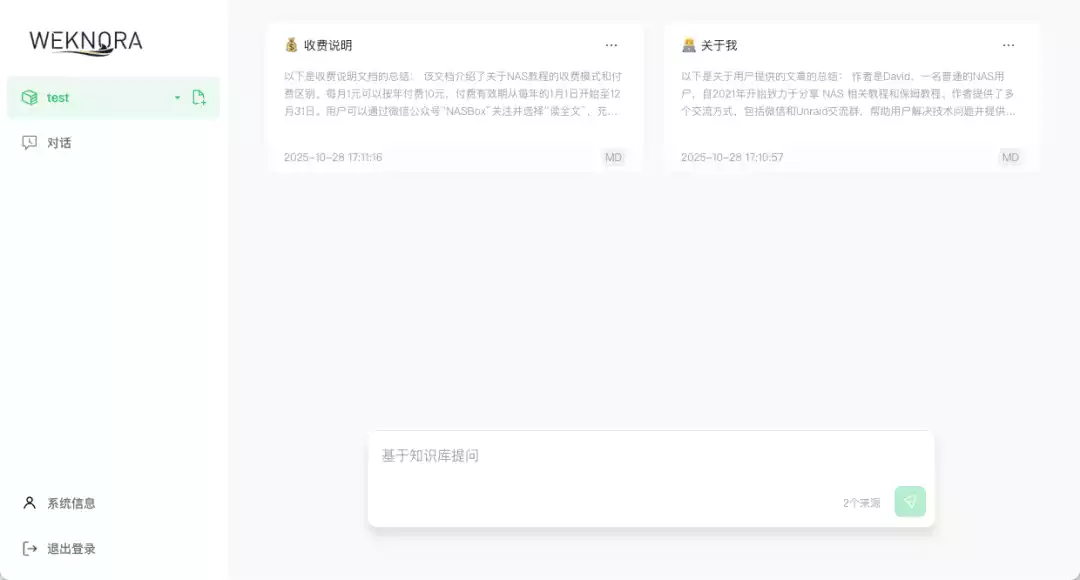 WEKNORA
test
对话
系统信息
退出登录
收费说明
以下是收费说明文档的总结： 该文档介绍了关于NAS教程的收费模式和付
费区别。每月1元可以按年付费10元，付费有效期从每年的1月1日开始至12
月31日。用户可以通过微信公众号“NASBox”关注并选择“读全文”、充...
2025-10-28 17:11:16
MD
关于我
以下是关于用户提供的文章的总结： 作者是David，一名普通的NAS用
户，自2021年开始致力于分享 NAS 相关教程和保姆教程。作者提供了多
个交流方式，包括微信和Unraid交流群，帮助用户解决技术问题并提供...
2025-10-28 17:10:57
MD
基于知识库提问
2个来源